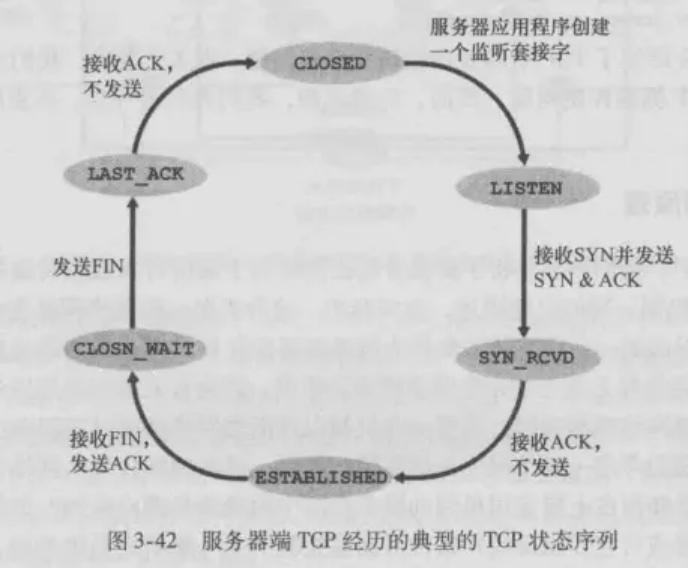 服务器应用程序创建
一个监听套接字
接收ACK,
不发送
CLOSED
LAST_ACK
LISTEN
发送FIN
接收SYN并发送
SYN & ACK
CLOSN_WAIT
SYN_RCVD
接收FIN,
发送ACK
接收ACK,
不发送
ESTABLISHED
图 3-42 服务器端 TCP 经历的典型的 TCP 状态序列